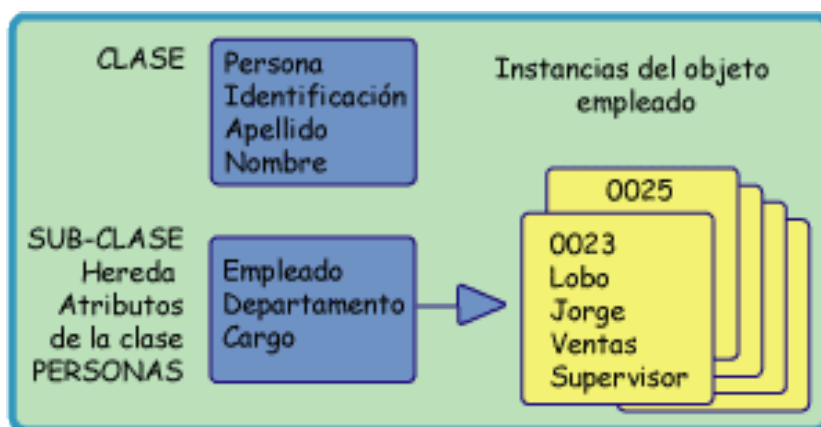 CLASE
Persona
Identificación
Apellido
Nombre
Instancias del objeto
empleado
SUB-CLASE
Hereda
Atributos
de la clase
PERSONAS
Empleado
Departamento
Cargo
0025
0023
Lobo
Jorge
Ventas
Supervisor